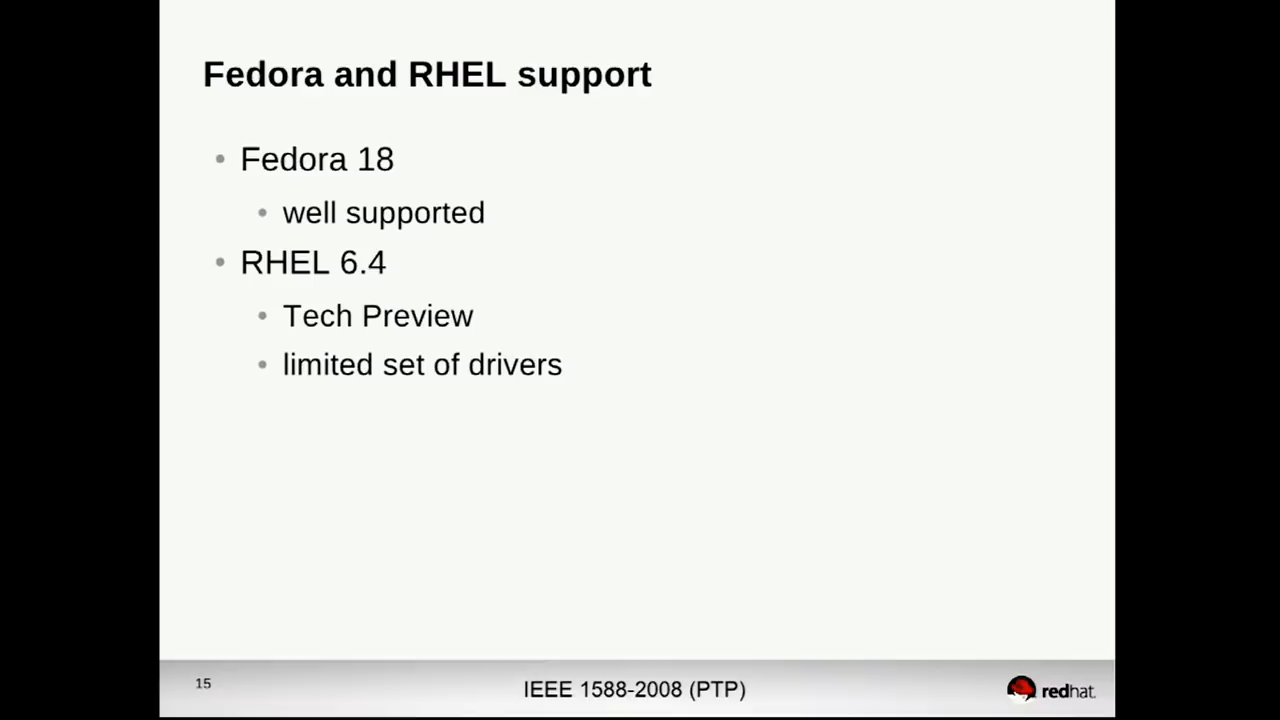 Fedora and RHEL support
• Fedora 18
• well supported
• RHEL 6.4
• Tech Preview
• limited set of drivers
15
IEEE 1588-2008 (PTP)
redhat.